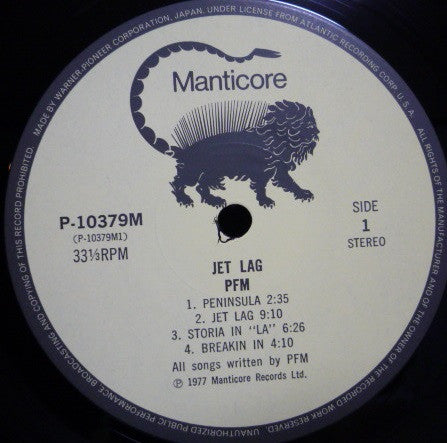 MADE BY WARNER-PIONEER CORPORATION, JAPAN, UNDER LICENSE FROM ATLANTIC RECORDING CORP., U.S.A.
ALL RIGHTS OF THE MANUFACTURER AND OF THE OWNER OF THE RECORDED WORK RESERVED. UNAUTHORIZED PUBLIC PERFORMANCE, BROADCASTING AND COPYING OF THIS RECORD PROHIBITED.
Manticore
P-10379M
(P-10379M1)
33⅓RPM
SIDE
1
STEREO
JET LAG
PFM
1. PENINSULA 2:35
2. JET LAG 9:10
3. STORIA IN "LA" 6:26
4. BREAKIN IN 4:10
All songs written by PFM
Ⓟ 1977 Manticore Records Ltd.